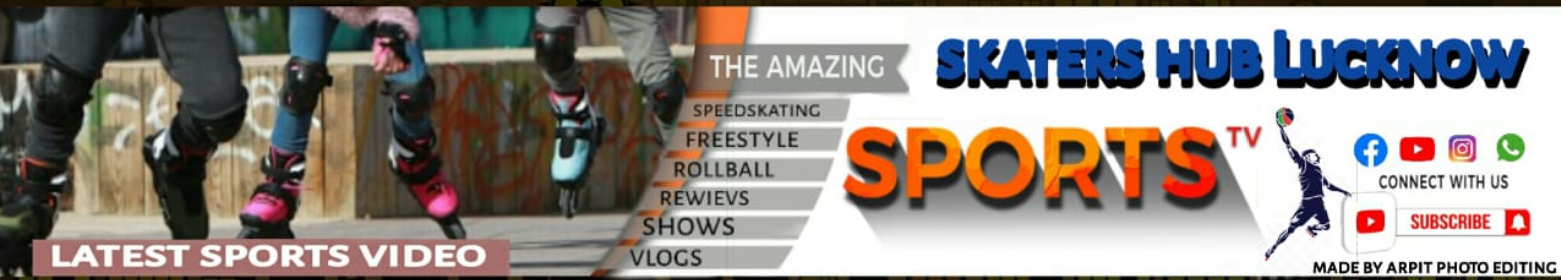 THE AMAZING
SPEEDSKATING
FREESTYLE
ROLLBALL
REWIEVS
SHOWS
VLOGS
LATEST SPORTS VIDEO
SKATERS HUB LUCKNOW
SPORTS TV
CONNECT WITH US
SUBSCRIBE
MADE BY ARPIT PHOTO EDITING